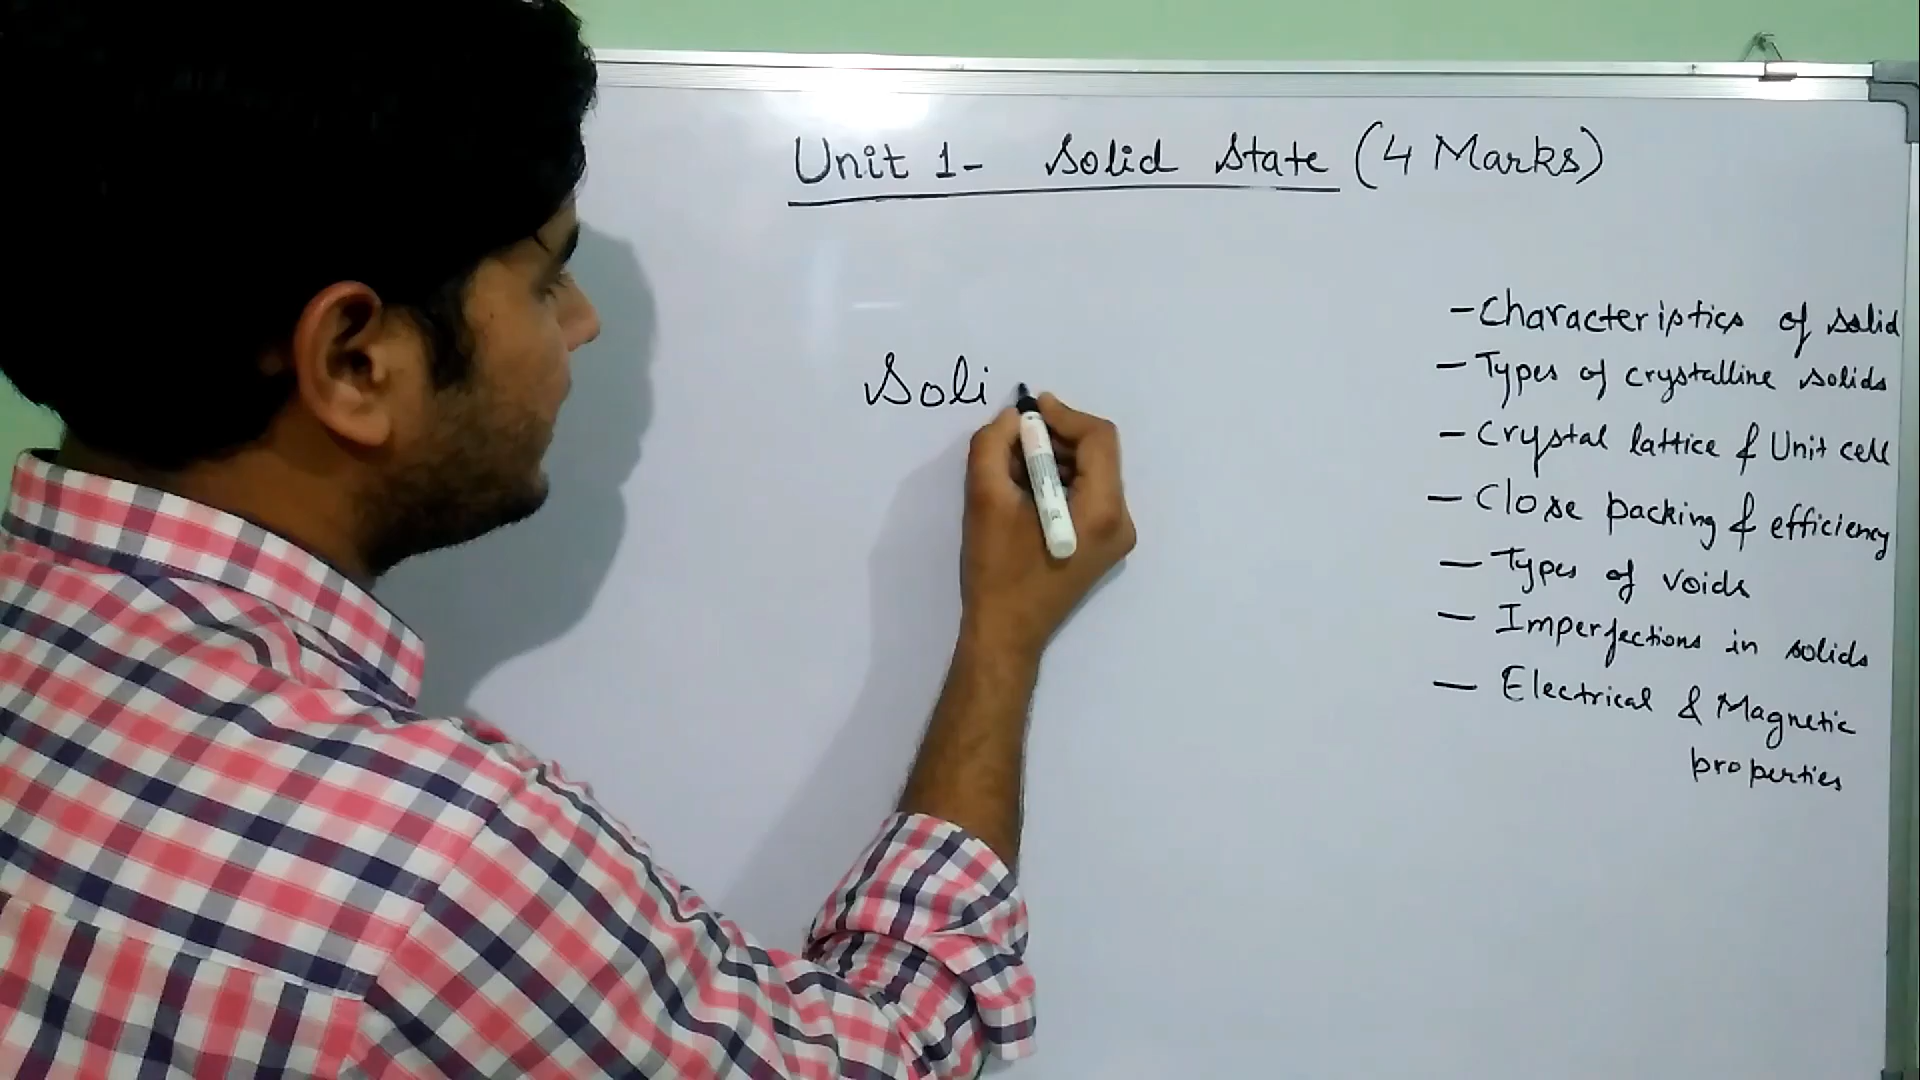 Unit 1- Solid State (4 Marks)
Soli
- Characteristics of solid
- Types of crystalline solids
- Crystal lattice & Unit cell
- Close packing & efficiency
- Types of voids
- Imperfections in solids
- Electrical & Magnetic
properties